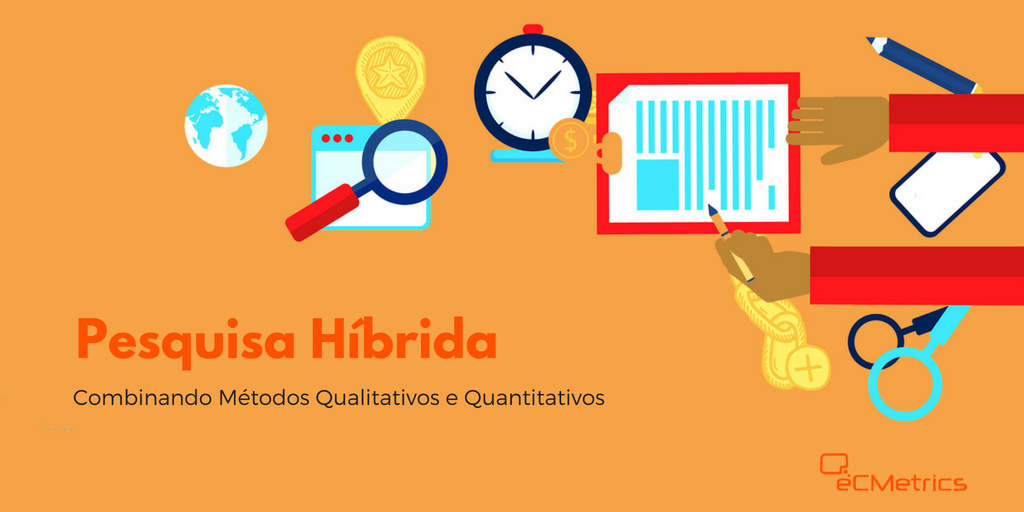 $
Pesquisa Híbrida
Combinando Métodos Qualitativos e Quantitativos
eCMetrics